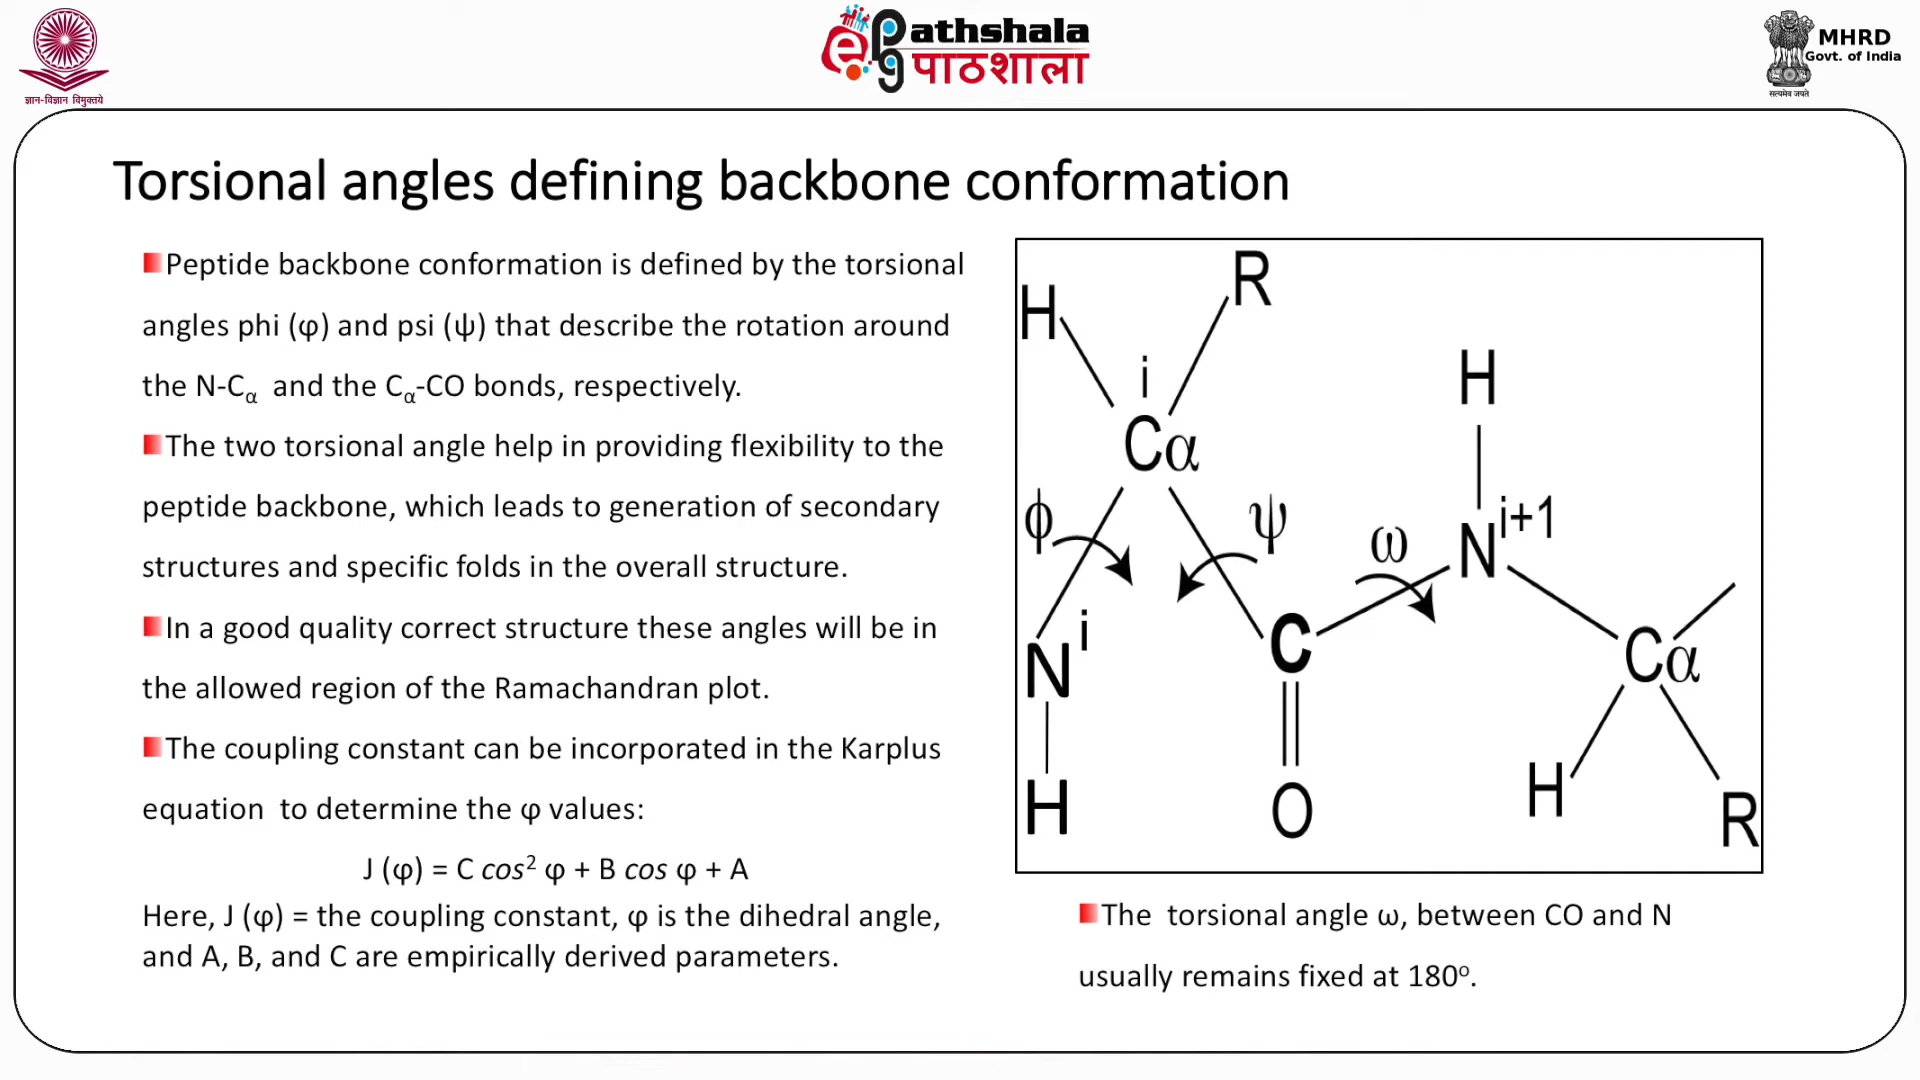 ज्ञान-विज्ञान विमुक्तये
e Pg athshala
पाठशाला
MHRD
Govt. of India
सत्यमेव जयते
Torsional angles defining backbone conformation
Peptide backbone conformation is defined by the torsional
angles phi (φ) and psi (ψ) that describe the rotation around
the N-Cα and the Cα-CO bonds, respectively.
The two torsional angle help in providing flexibility to the
peptide backbone, which leads to generation of secondary
structures and specific folds in the overall structure.
In a good quality correct structure these angles will be in
the allowed region of the Ramachandran plot.
The coupling constant can be incorporated in the Karplus
equation to determine the φ values:
J (φ) = C cos² φ + B cos φ + A
Here, J (φ) = the coupling constant, φ is the dihedral angle,
and A, B, and C are empirically derived parameters.
R
H
i
H
Cα
ϕ
ψ
ω
N i+1
N i
C
Cα
H
O
H
R
The torsional angle ω, between CO and N
usually remains fixed at 180º.